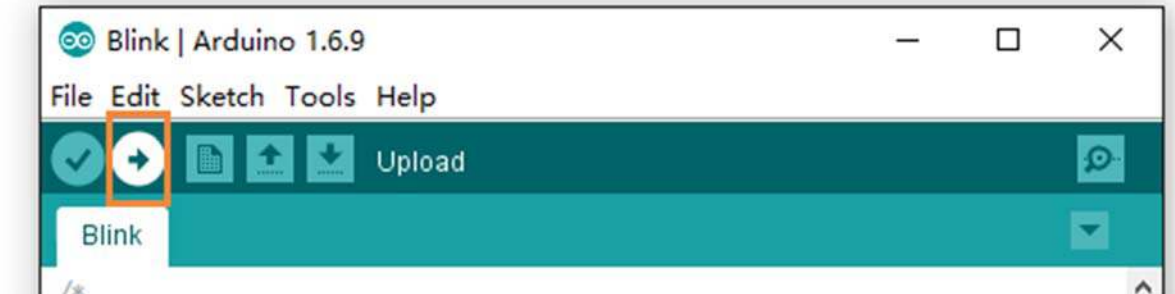 Blink | Arduino 1.6.9
File Edit Sketch Tools Help
Upload
Blink
/*